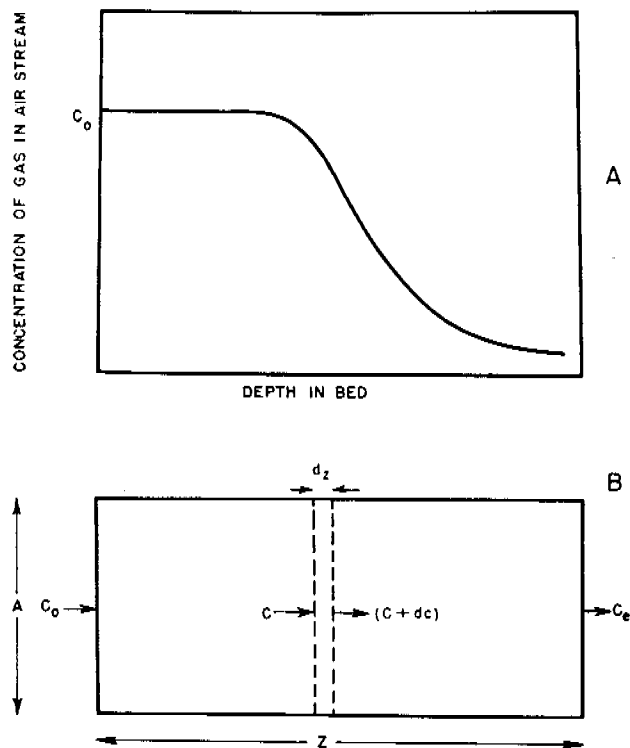 CONCENTRATION OF GAS IN AIR STREAM
C₀
A
DEPTH IN BED
dz
B
A
C₀
C
(C + dc)
Cₑ
Z